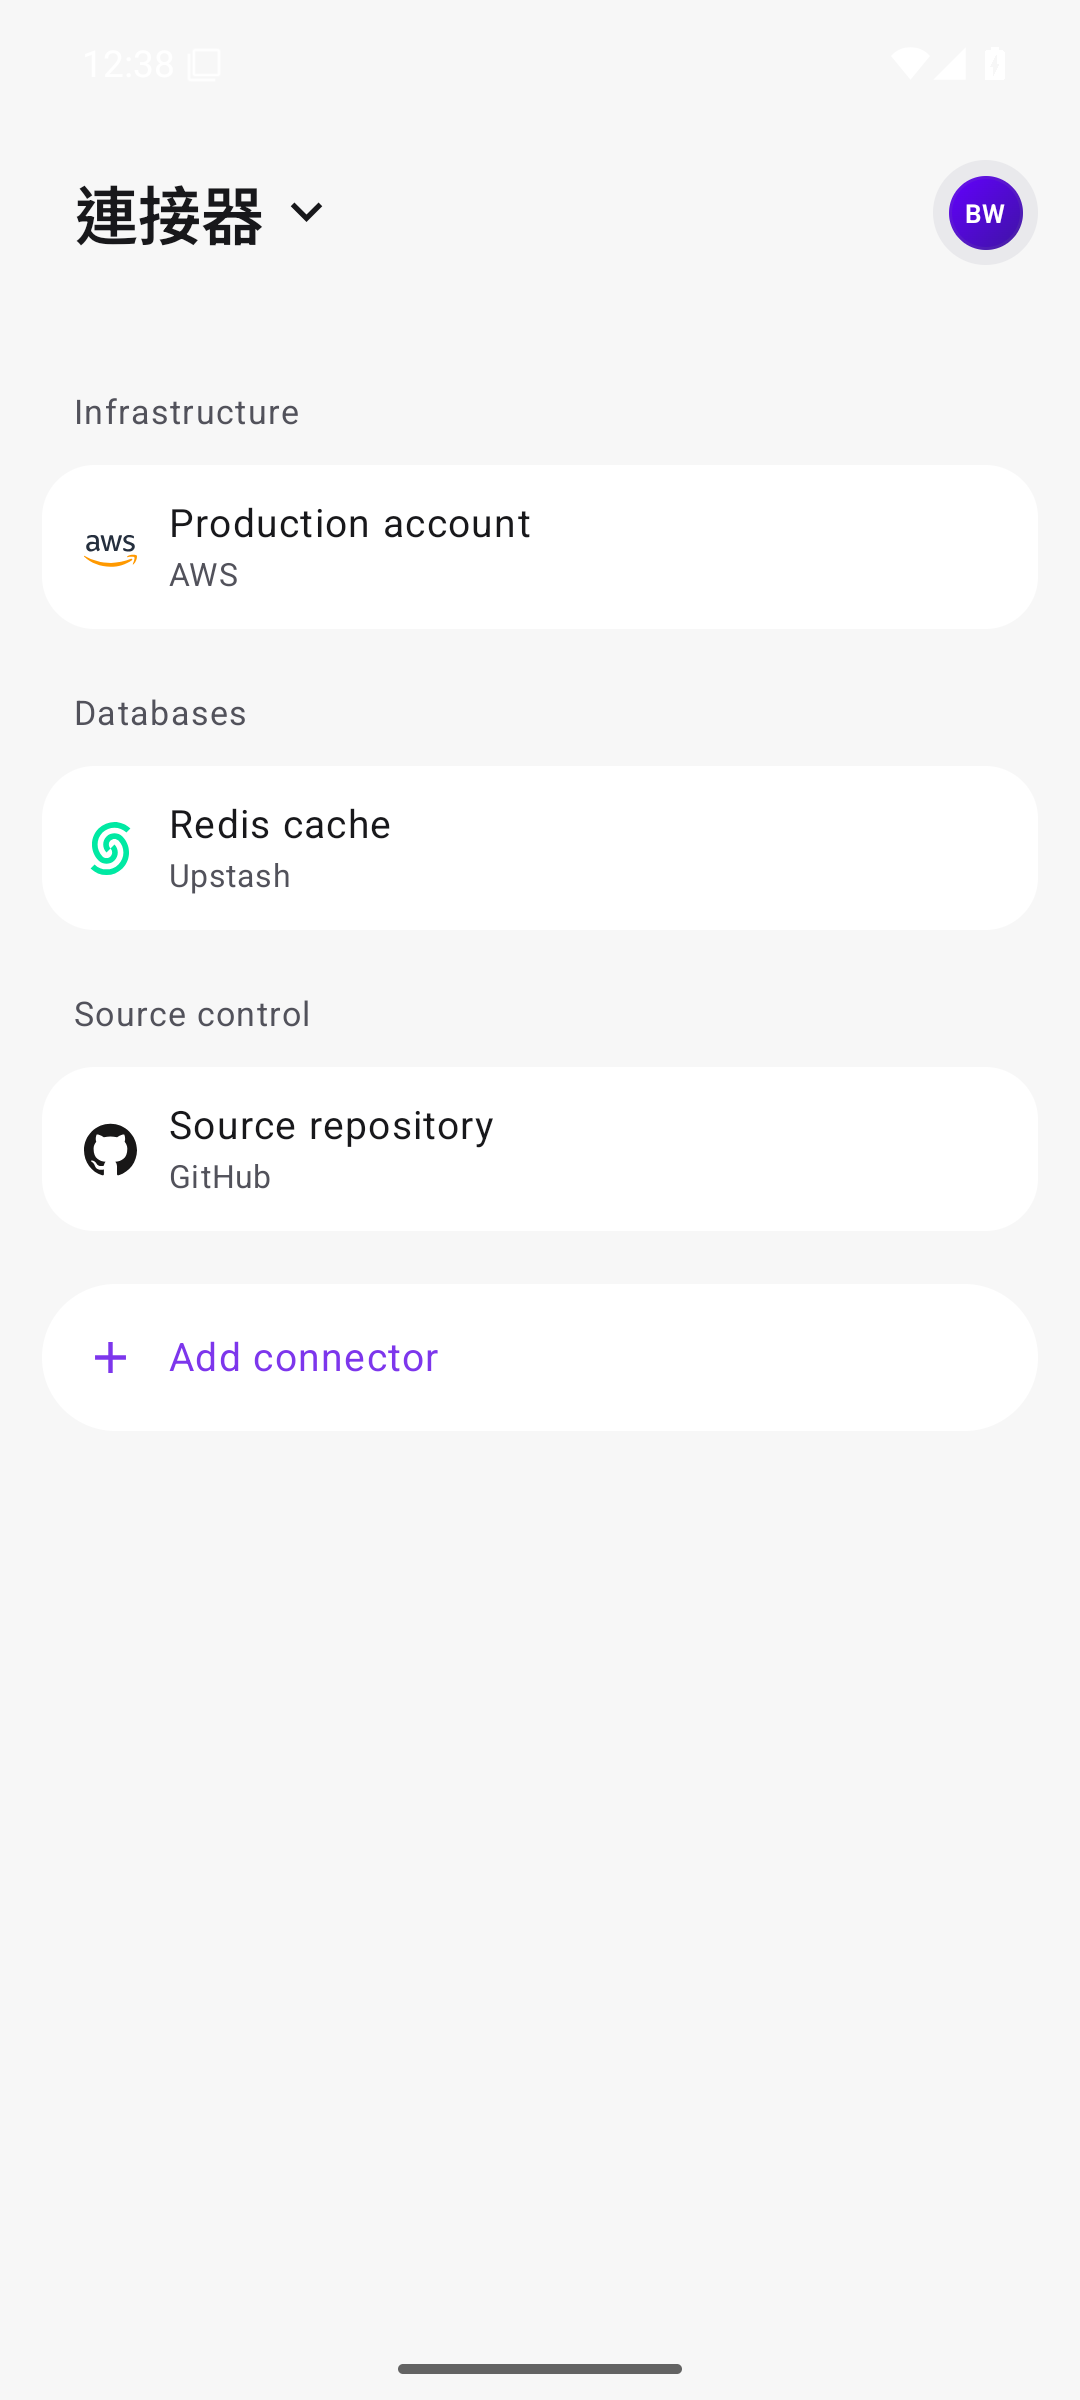 12:38
連接器
BW
Infrastructure
aws
Production account
AWS
Databases
Redis cache
Upstash
Source control
Source repository
GitHub
Add connector